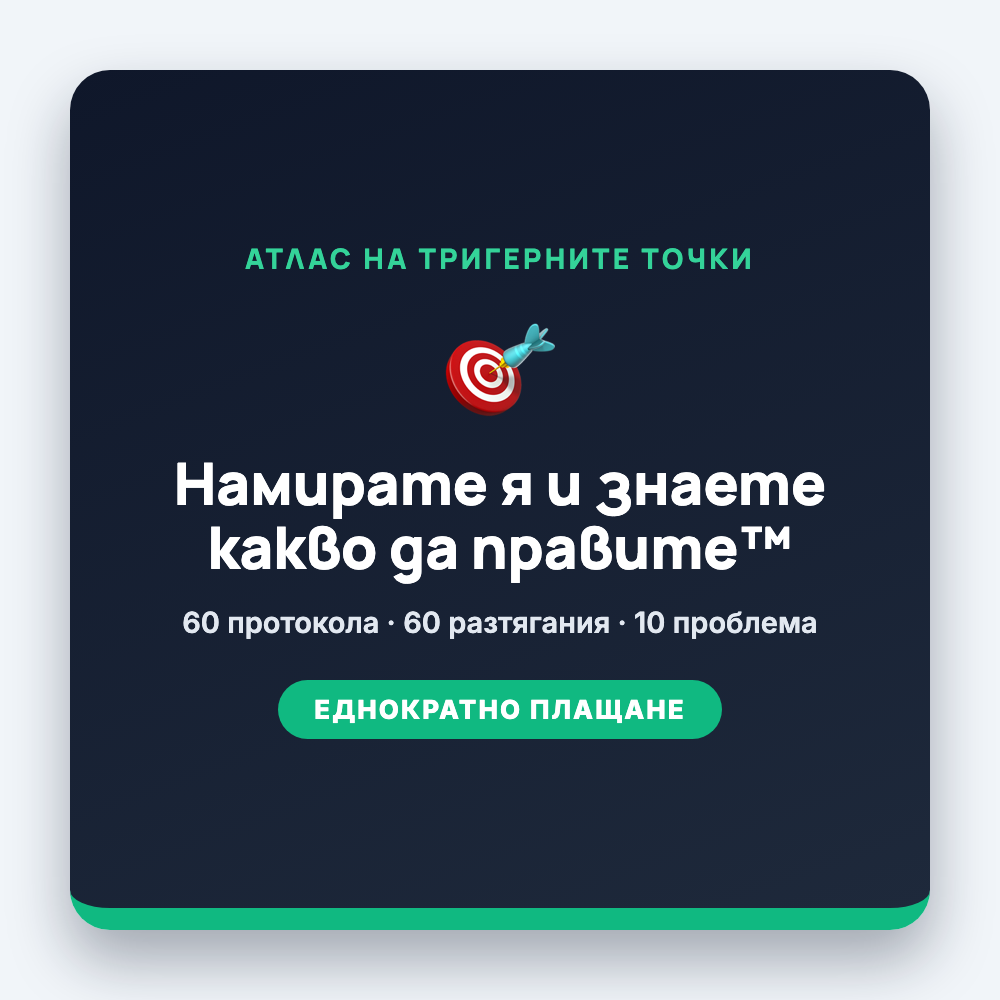 АТЛАС НА ТРИГЕРНИТЕ ТОЧКИ
Намирате я и знаете
какво да правите™
60 протокола · 60 разтягания · 10 проблема
ЕДНОКРАТНО ПЛАЩАНЕ